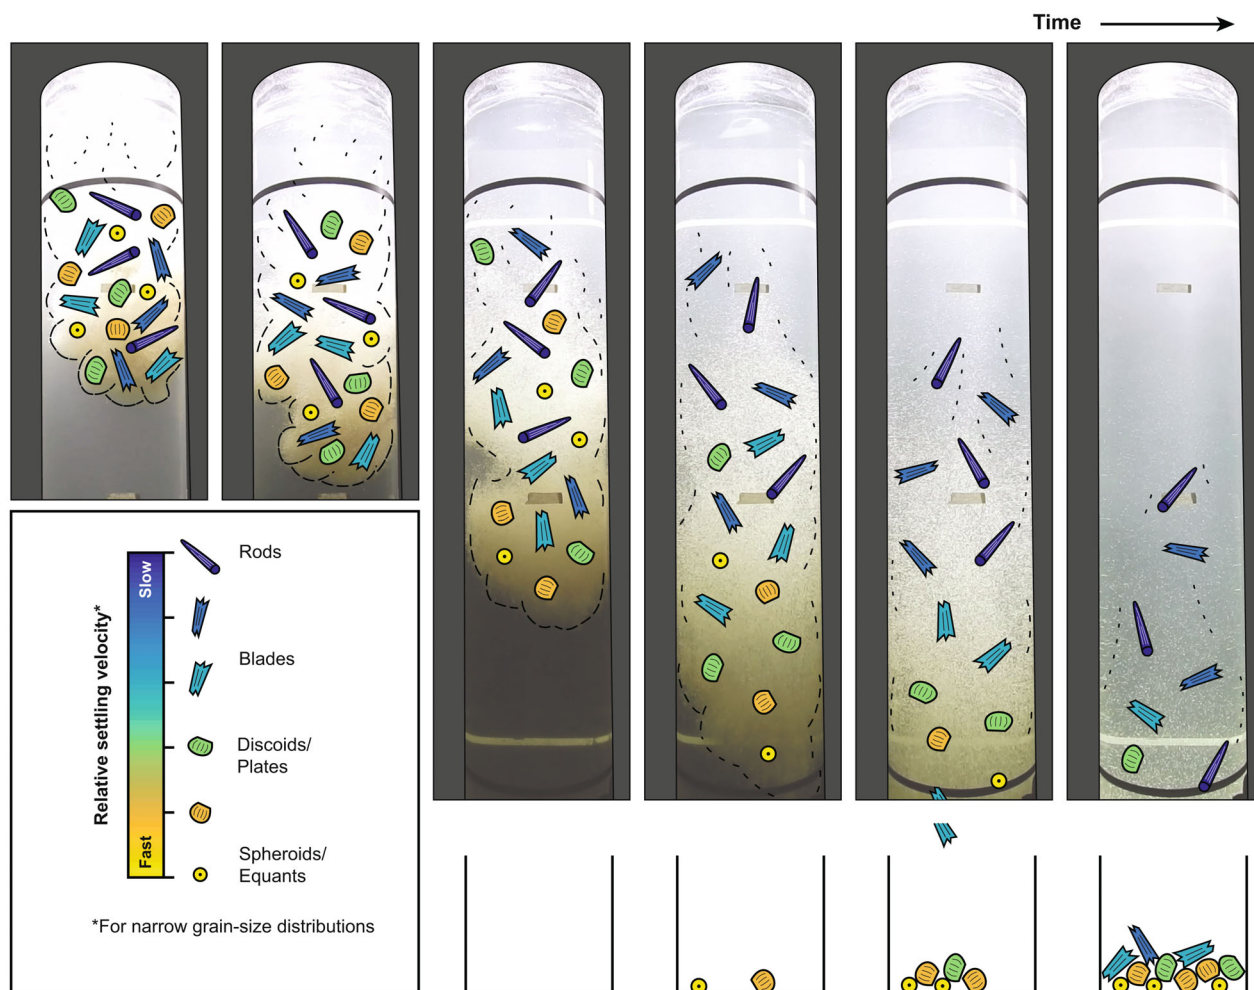 Time
Relative settling velocity*
Slow
Fast
Rods
Blades
Discoids/
Plates
Spheroids/
Equants
*For narrow grain-size distributions